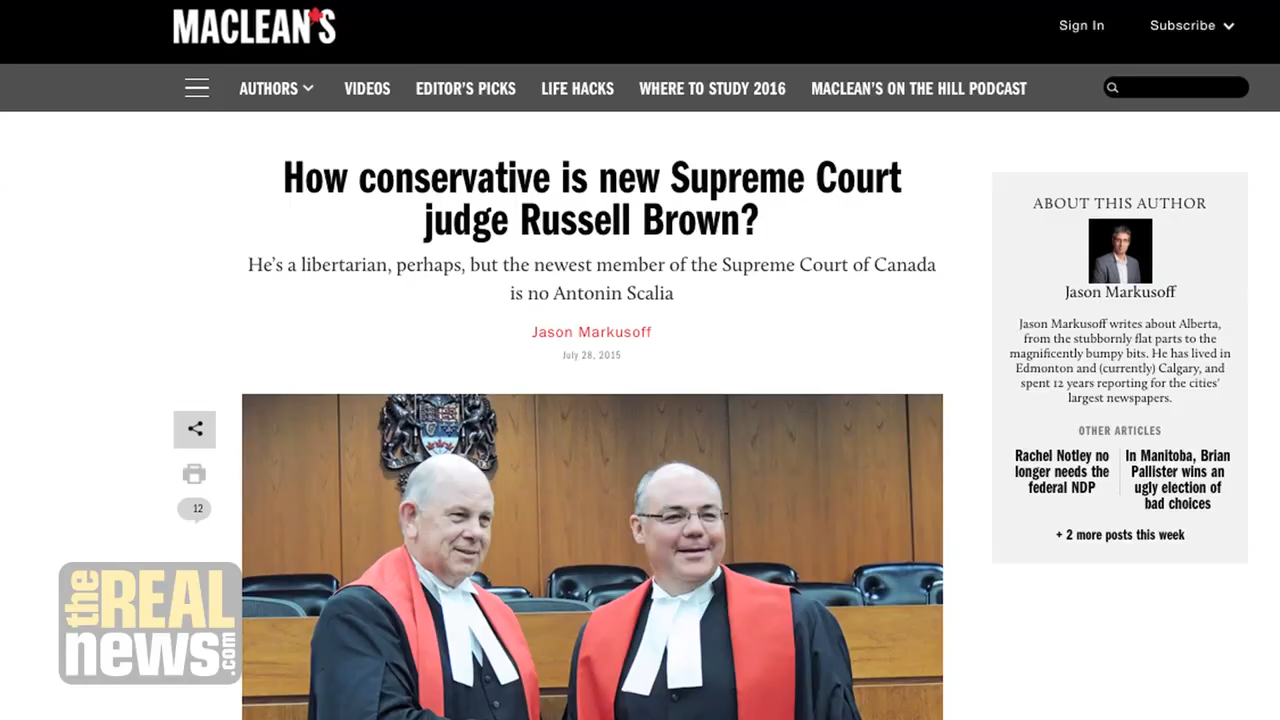 MACLEAN'S
Sign In
Subscribe
AUTHORS
VIDEOS
EDITOR'S PICKS
LIFE HACKS
WHERE TO STUDY 2016
MACLEAN'S ON THE HILL PODCAST
How conservative is new Supreme Court
judge Russell Brown?
He's a libertarian, perhaps, but the newest member of the Supreme Court of Canada
is no Antonin Scalia
Jason Markusoff
July 28, 2015
12
ABOUT THIS AUTHOR
Jason Markusoff
Jason Markusoff writes about Alberta,
from the stubbornly flat parts to the
magnificently bumpy bits. He has lived in
Edmonton and (currently) Calgary, and
spent 12 years reporting for the cities'
largest newspapers.
OTHER ARTICLES
Rachel Notley no
longer needs the
federal NDP
In Manitoba, Brian
Pallister wins an
ugly election of
bad choices
+ 2 more posts this week
the REAL
news.com